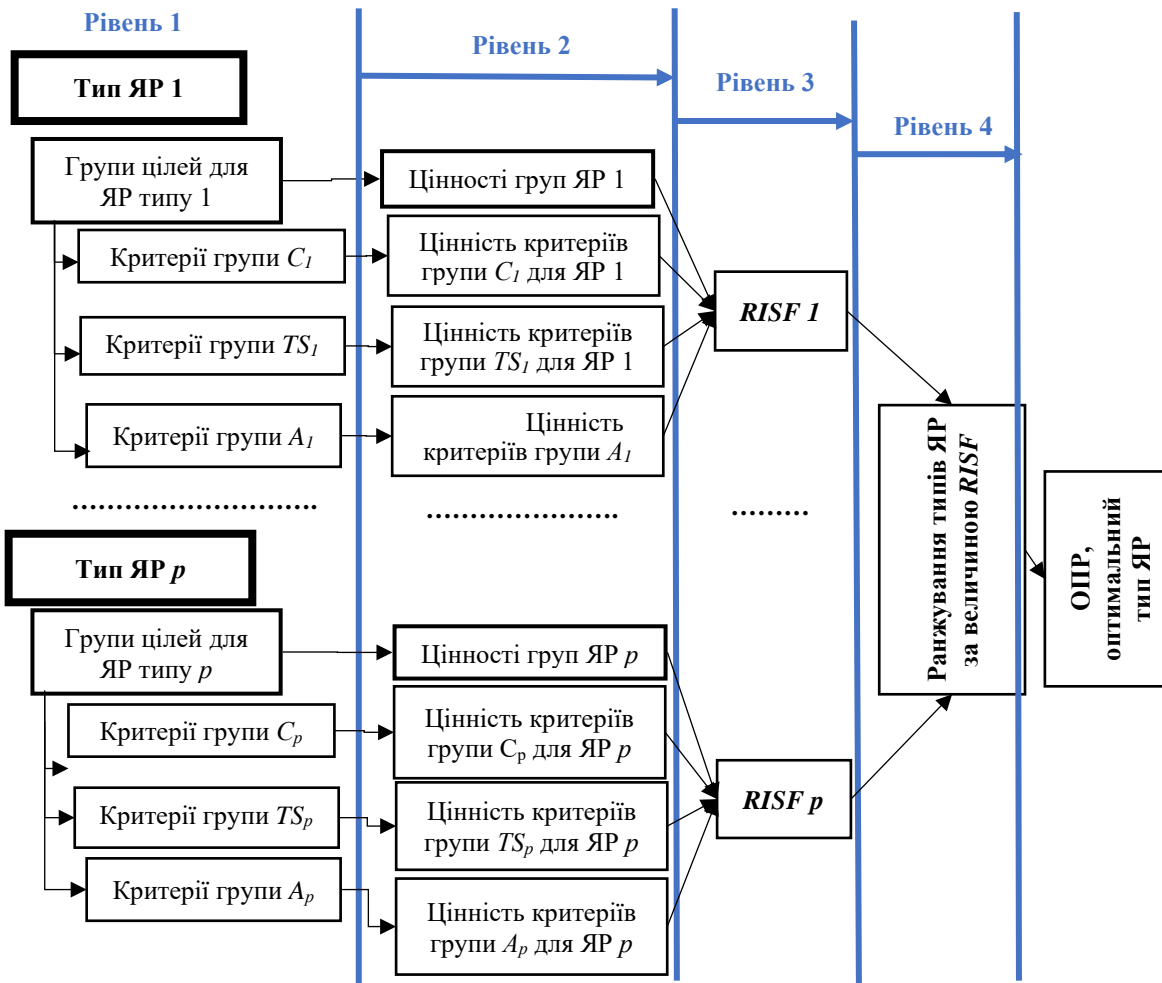 Рівень 1
Рівень 2
Рівень 3
Рівень 4
Тип ЯР 1
Групи цілей для
ЯР типу 1
Цінності груп ЯР 1
Критерії групи C1
Цінність критеріїв
групи C1 для ЯР 1
Критерії групи TS1
Цінність критеріїв
групи TS1 для ЯР 1
Критерії групи A1
Цінність
критеріїв групи A1
RISF 1
............................
......................
.........
Тип ЯР p
Групи цілей для
ЯР типу p
Цінності груп ЯР p
Критерії групи Cp
Цінність критеріїв
групи Cp для ЯР p
Критерії групи TSp
Цінність критеріїв
групи TSp для ЯР p
Критерії групи Ap
Цінність критеріїв
групи Ap для ЯР p
RISF p
Ранжування типів ЯР
за величиною RISF
ОПР,
оптимальний
тип ЯР